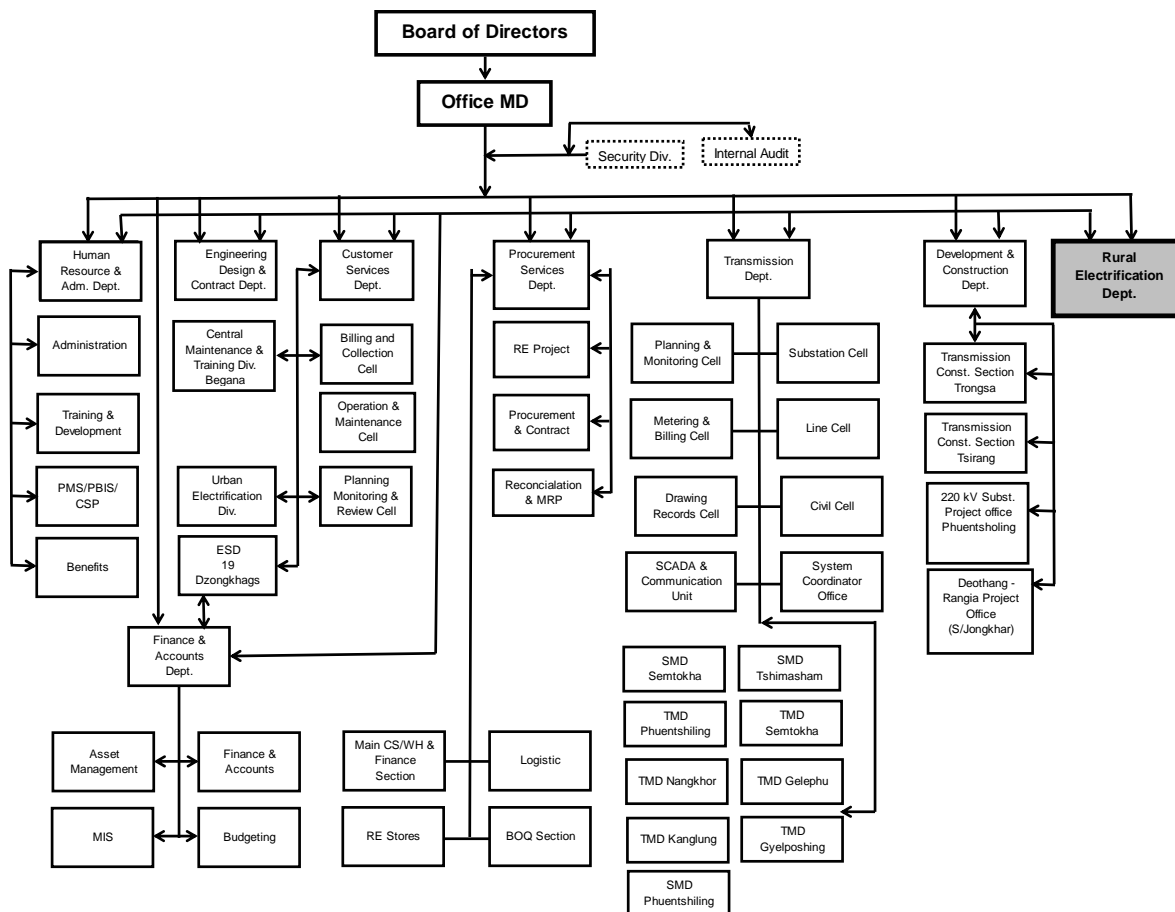 Board of Directors
Office MD
Security Div.
Internal Audit
Human
Resource &
Adm. Dept.
Engineering
Design &
Contract Dept.
Customer
Services
Dept.
Procurement
Services
Dept.
Transmission
Dept.
Development &
Construction
Dept.
Rural
Electrification
Dept.
Administration
Training &
Development
PMS/PBIS/
CSP
Benefits
Central
Maintenance &
Training Div.
Begana
Billing and
Collection
Cell
Operation &
Maintenance
Cell
Urban
Electrification
Div.
Planning
Monitoring &
Review Cell
ESD
19
Dzongkhags
Finance &
Accounts
Dept.
Asset
Management
Finance &
Accounts
MIS
Budgeting
RE Project
Procurement
& Contract
Reconcialation
& MRP
Main CS/WH &
Finance
Section
Logistic
RE Stores
BOQ Section
Planning &
Monitoring Cell
Substation Cell
Metering &
Billing Cell
Line Cell
Drawing
Records Cell
Civil Cell
SCADA &
Communication
Unit
System
Coordinator
Office
SMD
Semtokha
SMD
Tshimasham
TMD
Phuentshiling
TMD
Semtokha
TMD Nangkhor
TMD Gelephu
TMD Kanglung
TMD
Gyelposhing
SMD
Phuentshiling
Transmission
Const. Section
Trongsa
Transmission
Const. Section
Tsirang
220 kV Subst.
Project office
Phuentsholing
Deothang -
Rangia Project
Office
(S/Jongkhar)